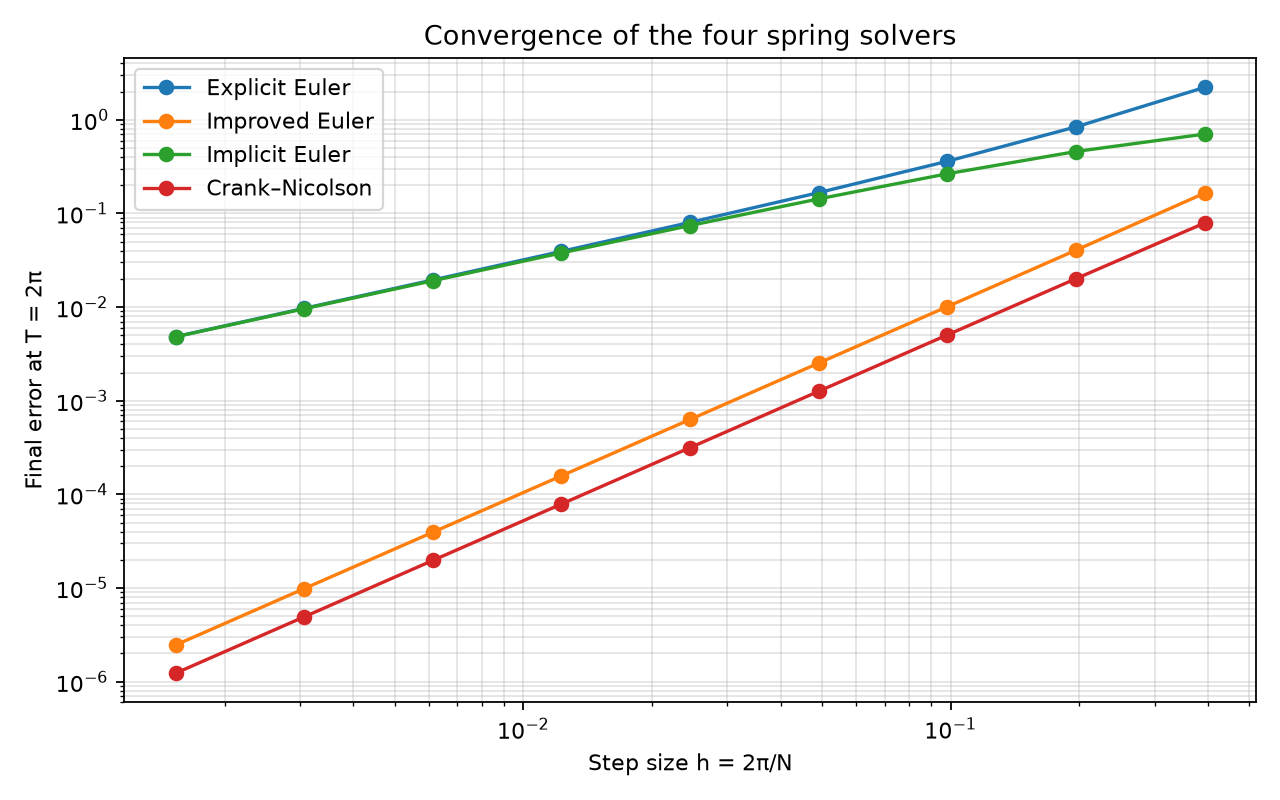 Convergence of the four spring solvers
Explicit Euler
Improved Euler
Implicit Euler
Crank–Nicolson
Final error at T = 2π
10⁰
10⁻¹
10⁻²
10⁻³
10⁻⁴
10⁻⁵
10⁻⁶
10⁻² 10⁻¹
Step size h = 2π/N